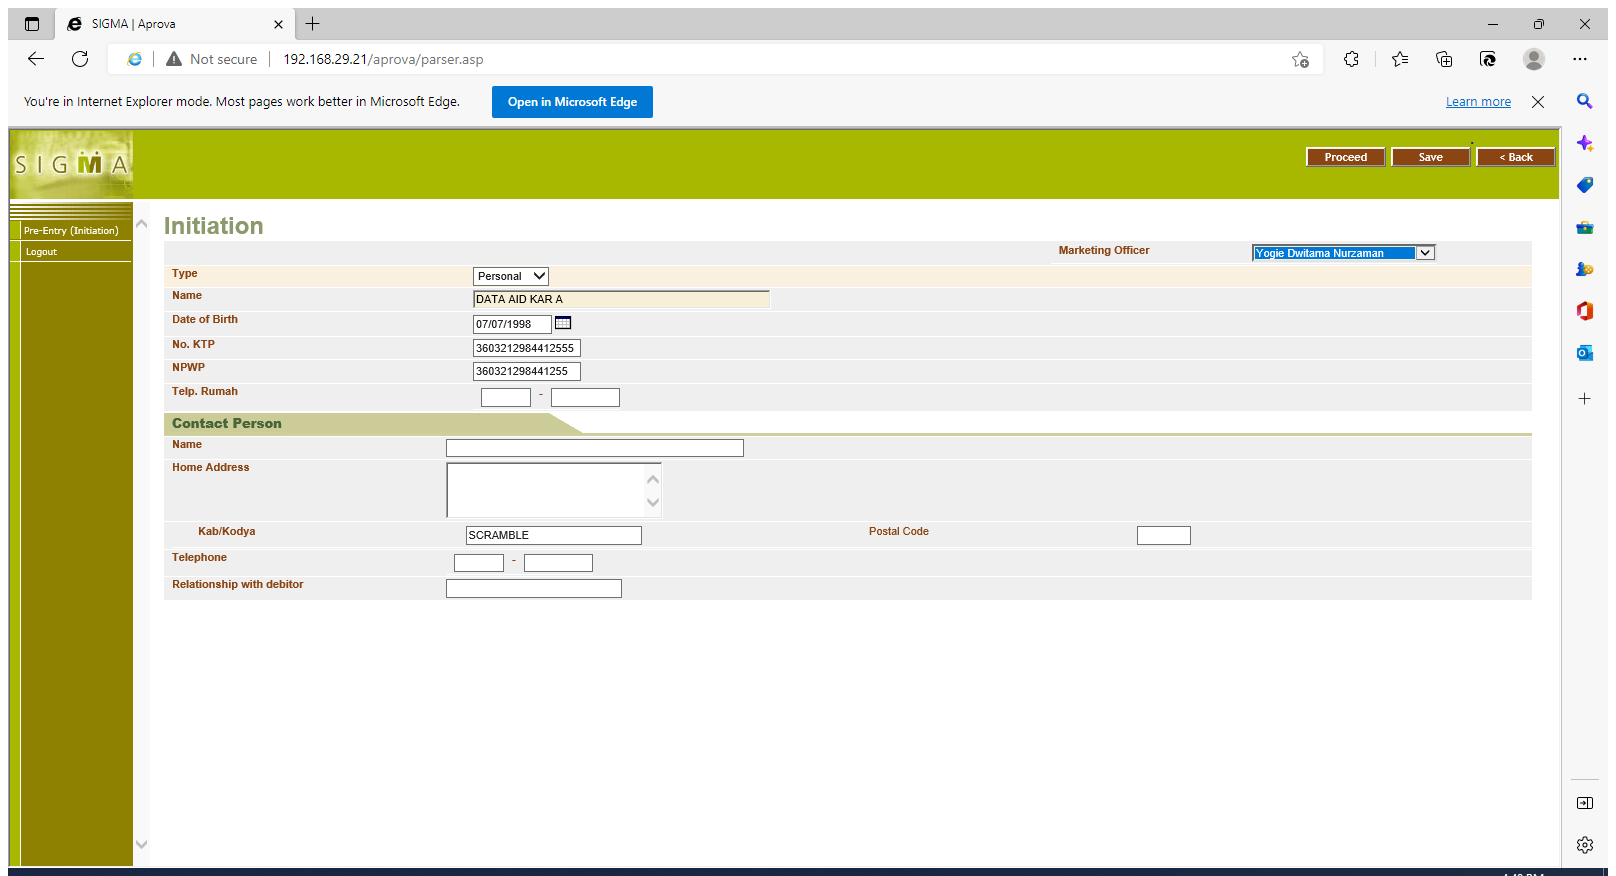 SIGMA | Aprova
Not secure
192.168.29.21/aprova/parser.asp
You're in Internet Explorer mode. Most pages work better in Microsoft Edge.
Open in Microsoft Edge
Learn more
SIGMA
Proceed
Save
< Back
Pre-Entry (Initiation)
Logout
Initiation
Marketing Officer
Yogie Dwitama Nurzaman
Type
Personal
Name
DATA AID KAR A
Date of Birth
07/07/1998
No. KTP
3603212984412555
NPWP
360321298441255
Telp. Rumah
-
Contact Person
Name
Home Address
Kab/Kodya
SCRAMBLE
Postal Code
Telephone
-
Relationship with debitor